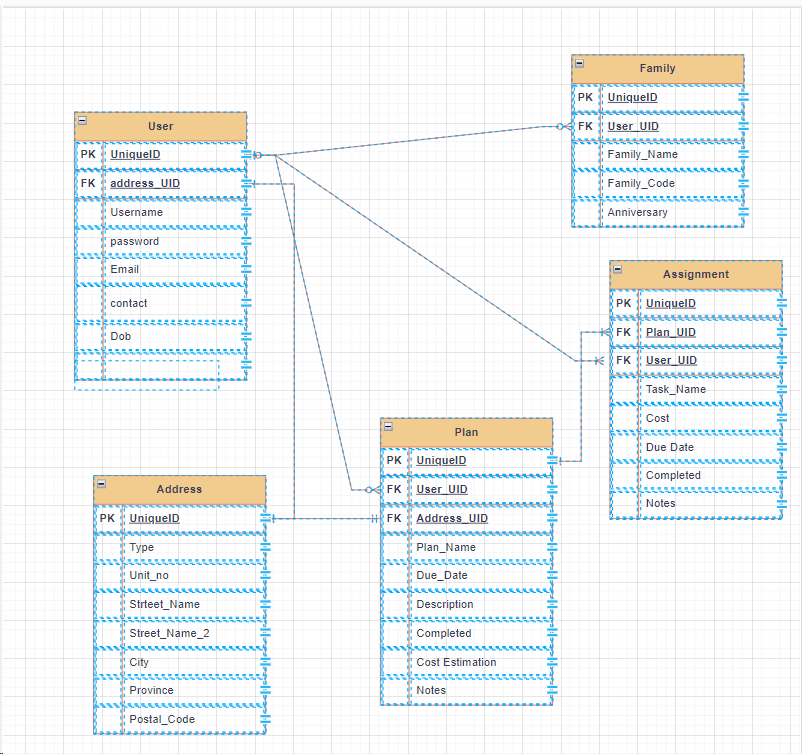 Family
PK UniqueID
FK User_UID
Family_Name
Family_Code
Anniversary
User
PK UniqueID
FK address_UID
Username
password
Email
contact
Dob
Assignment
PK UniqueID
FK Plan_UID
FK User_UID
Task_Name
Cost
Due Date
Completed
Notes
Plan
PK UniqueID
FK User_UID
FK Address_UID
Plan_Name
Due_Date
Description
Completed
Cost Estimation
Notes
Address
PK UniqueID
Type
Unit_no
Strteet_Name
Street_Name_2
City
Province
Postal_Code